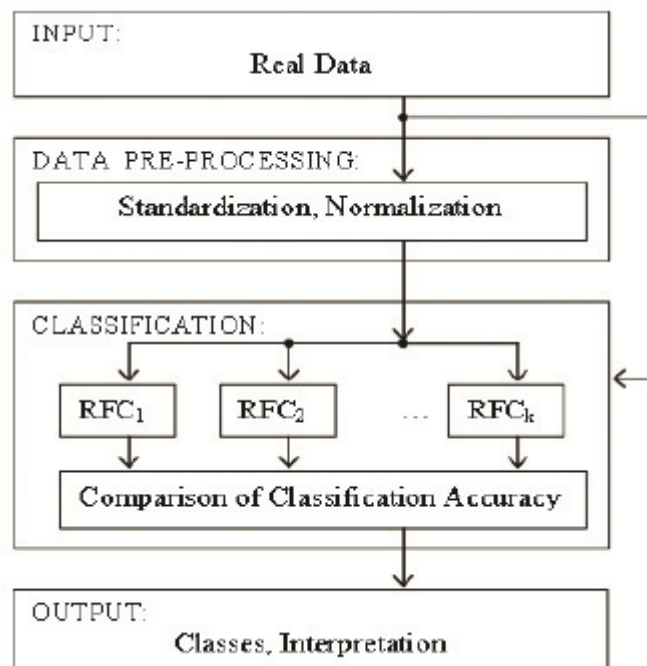 INPUT:
Real Data
DATA PRE-PROCESSING:
Standardization, Normalization
CLASSIFICATION:
RFC₁ RFC₂ ... RFCₖ
Comparison of Classification Accuracy
OUTPUT:
Classes, Interpretation